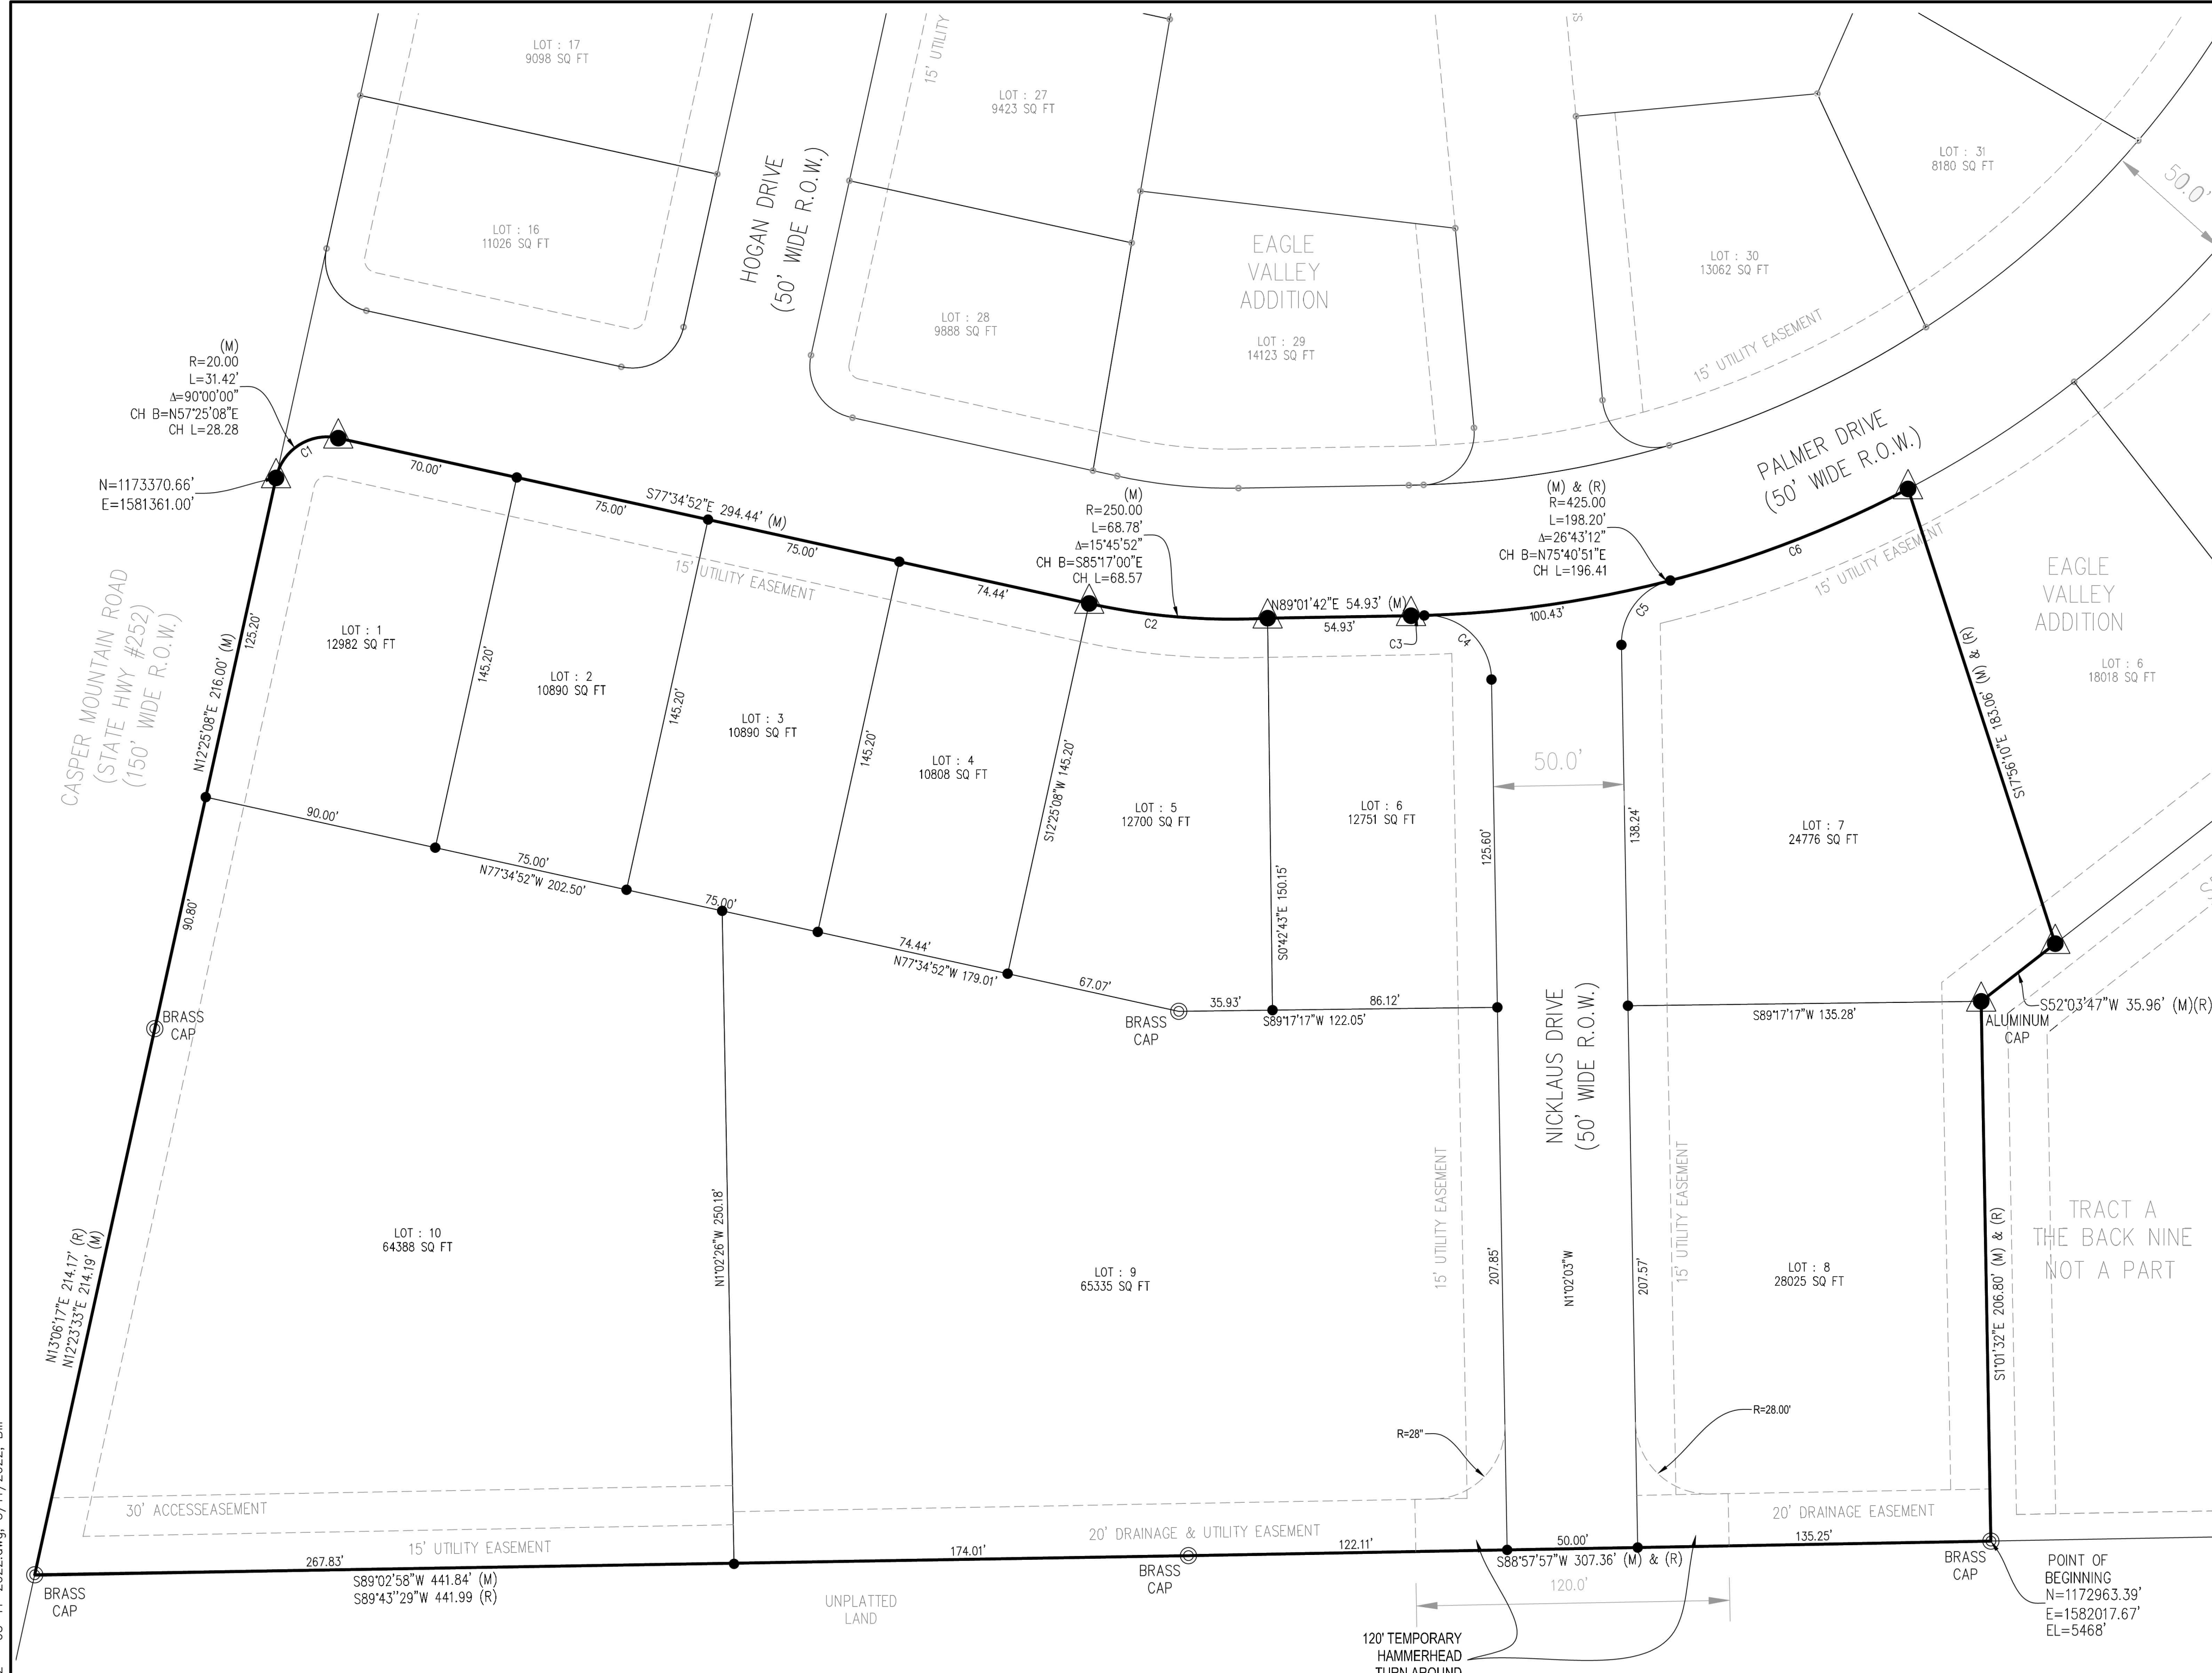 LOT : 17
9098 SQ FT
LOT : 16
11026 SQ FT
HOGAN DRIVE
(50' WIDE R.O.W.)
15' UTILITY
LOT : 27
9423 SQ FT
LOT : 28
9888 SQ FT
EAGLE
VALLEY
ADDITION
LOT : 29
14123 SQ FT
LOT : 30
13062 SQ FT
LOT : 31
8180 SQ FT
50.0'
15' UTILITY EASEMENT
PALMER DRIVE
(50' WIDE R.O.W.)
(M)
R=20.00
L=31.42'
Δ=90°00'00"
CH B=N57°25'08"E
CH L=28.28
C1
N=1173370.66'
E=1581361.00'
70.00'
75.00'
S77°34'52"E 294.44' (M)
75.00'
74.44'
15' UTILITY EASEMENT
(M)
R=250.00
L=68.78'
Δ=15°45'52"
CH B=S85°17'00"E
CH L=68.57
C2
N89°01'42"E 54.93' (M)
54.93'
C3
C4
(M) & (R)
R=425.00
L=198.20'
Δ=26°43'12"
CH B=N75°40'51"E
CH L=196.41
100.43'
C5
C6
15' UTILITY EASEMENT
EAGLE
VALLEY
ADDITION
LOT : 6
18018 SQ FT
CASPER MOUNTAIN ROAD
(STATE HWY #252)
(150' WIDE R.O.W.)
N12°25'08"E 216.00' (M)
125.20'
90.80'
LOT : 1
12982 SQ FT
145.20'
LOT : 2
10890 SQ FT
145.20'
LOT : 3
10890 SQ FT
145.20'
LOT : 4
10808 SQ FT
S12°25'08"W 145.20'
LOT : 5
12700 SQ FT
S0°42'43"E 150.15'
LOT : 6
12751 SQ FT
125.60'
50.0'
138.24'
LOT : 7
24776 SQ FT
S17°56'10"E 183.06' (M) & (R)
90.00'
75.00'
N77°34'52"W 202.50'
75.00'
74.44'
N77°34'52"W 179.01'
67.07'
35.93'
86.12'
S89°17'17"W 122.05'
BRASS
CAP
BRASS
CAP
S89°17'17"W 135.28'
S52°03'47"W 35.96' (M)(R)
ALUMINUM
CAP
NICKLAUS DRIVE
(50' WIDE R.O.W.)
N13°06'17"E 214.17' (R)
N12°23'33"E 214.19' (M)
LOT : 10
64388 SQ FT
N1°02'26"W 250.18'
LOT : 9
65335 SQ FT
15' UTILITY EASEMENT
207.85'
N1°02'03"W
207.57'
15' UTILITY EASEMENT
LOT : 8
28025 SQ FT
S1°01'32"E 206.80' (M) & (R)
TRACT A
THE BACK NINE
NOT A PART
R=28"
R=28.00'
30' ACCESSEASEMENT
15' UTILITY EASEMENT
20' DRAINAGE & UTILITY EASEMENT
20' DRAINAGE EASEMENT
267.83'
S89°02'58"W 441.84' (M)
S89°43''29"W 441.99 (R)
174.01'
122.11'
50.00'
S88°57'57"W 307.36' (M) & (R)
135.25'
BRASS
CAP
BRASS
CAP
BRASS
CAP
UNPLATTED
LAND
120.0'
POINT OF
BEGINNING
N=1172963.39'
E=1582017.67'
EL=5468'
120' TEMPORARY
HAMMERHEAD
TURN AROUND